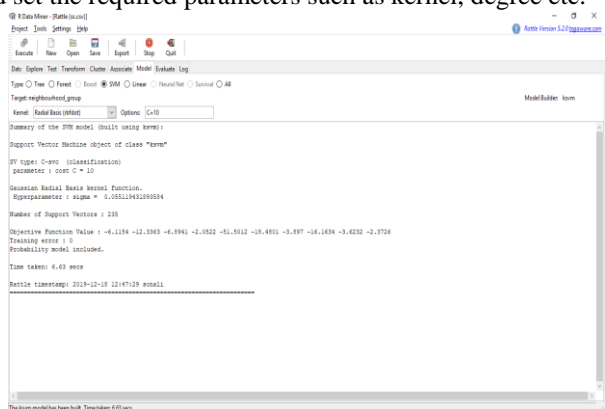 d set the required parameters such as kernel, degree etc.
R Data Miner - [Rattle (ss.csv)]
Project Tools Settings Help
Rattle Version 5.2.0 togaware.com
Execute New Open Save Export Stop Quit
Data Explore Test Transform Cluster Associate Model Evaluate Log
Type: Tree Forest Boost SVM Linear Neural Net Survival All
Target: neighbourhood_group Model Builder: ksvm
Kernel: Radial Basis (rbfdot) Options: C=10
Summary of the SVM model (built using ksvm):
Support Vector Machine object of class "ksvm"
SV type: C-svc (classification)
parameter : cost C = 10
Gaussian Radial Basis kernel function.
Hyperparameter : sigma = 0.055119431893584
Number of Support Vectors : 235
Objective Function Value : -6.1154 -12.3363 -6.8941 -2.0522 -51.5012 -18.4801 -3.897 -16.1634 -3.6232 -2.3726
Training error : 0
Probability model included.
Time taken: 6.63 secs
Rattle timestamp: 2019-12-18 12:47:29 sonali
======================================================================
The ksvm model has been built. Time taken: 6.63 secs